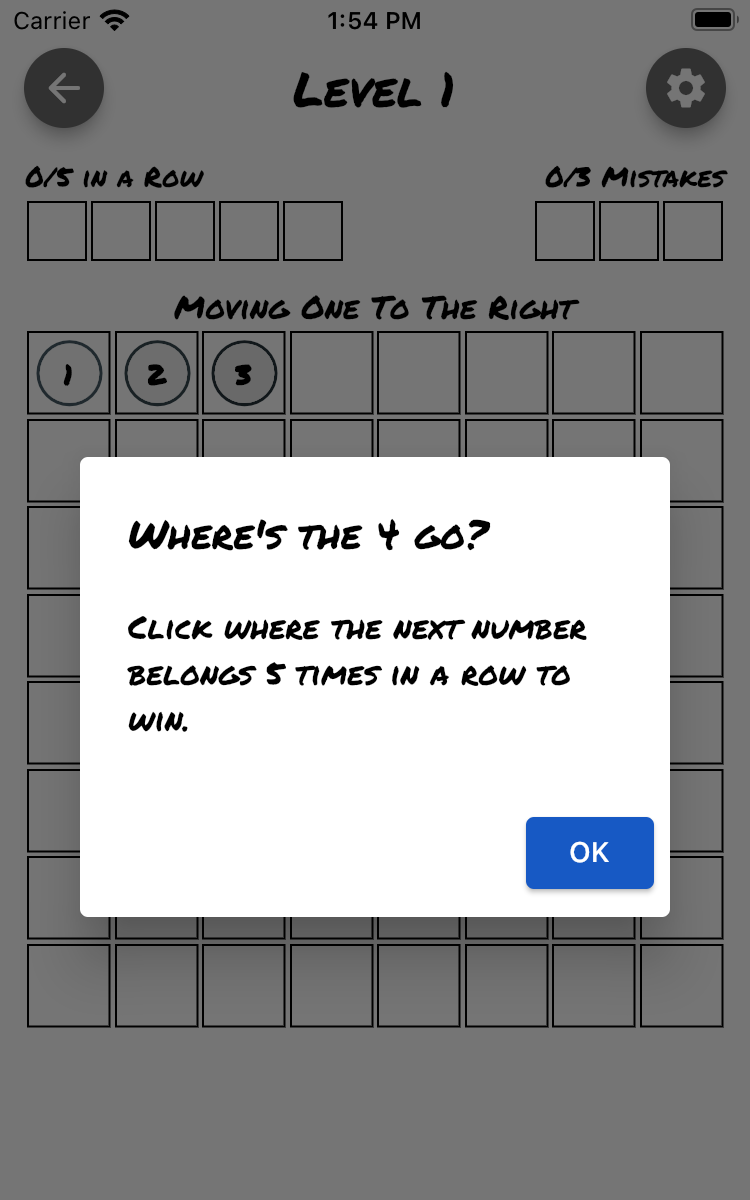 Carrier 1:54 PM
Level 1
0/5 in a Row 0/3 Mistakes
Moving One To The Right
1 2 3
Where's the 4 go?
Click where the next number
belongs 5 times in a row to
win.
OK